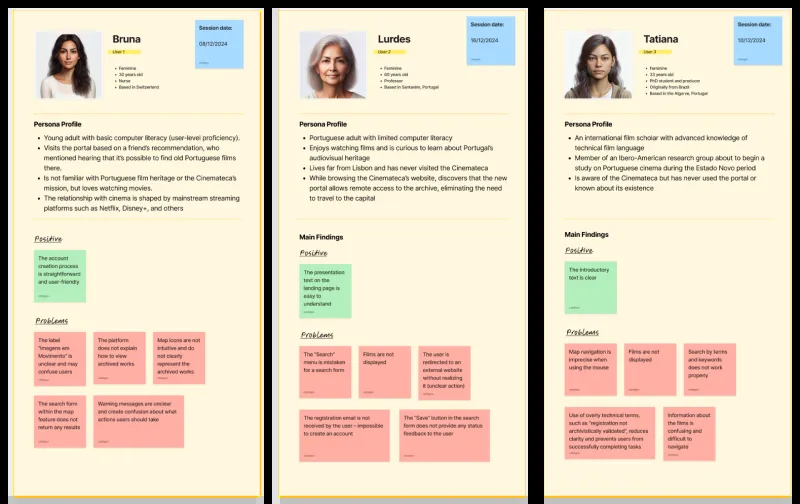 Bruna
User 1
Feminine
30 years old
Nurse
Based in Switzerland
Session date:
08/12/2024
Persona Profile
Young adult with basic computer literacy (user-level proficiency).
Visits the portal based on a friend's recommendation, who
mentioned hearing that it's possible to find old Portuguese films
there.
Is not familiar with Portuguese film heritage or the Cinemateca's
mission, but loves watching movies.
The relationship with cinema is shaped by mainstream streaming
platforms such as Netflix, Disney+, and others
Positive
The account
creation process
is straightforward
and user-friendly
Problems
The label
"Imagens em
Movimento" is
unclear and may
confuse users
The platform
does not explain
how to view
archived works
Map icons are not
intuitive and do
not clearly
represent the
archived works
The search form
within the map
feature does not
return any results
Warning messages are unclear
and create confusion about what
actions users should take
Lurdes
User 2
Feminine
60 years old
Professor
Based in Santarém, Portugal
Session date:
16/12/2024
Persona Profile
Portuguese adult with limited computer literacy
Enjoys watching films and is curious to learn about Portugal's
audiovisual heritage
Lives far from Lisbon and has never visited the Cinemateca
While browsing the Cinemateca's website, discovers that the new
portal allows remote access to the archive, eliminating the need
to travel to the capital
Main Findings
Positive
The presentation
text on the
landing page is
easy to
understand
Problems
The "Search"
menu is mistaken
for a search form
Films are not
displayed
The user is
redirected to an
external website
without realizing
it (unclear action)
The registration email is not
received by the user – impossible
to create an account
The "Save" button in the search
form does not provide any status
feedback to the user
Tatiana
User 3
Feminine
33 years old
PhD student and producer
Originally from Brazil
Based in the Algarve, Portugal
Session date:
10/12/2024
Persona Profile
An international film scholar with advanced knowledge of
technical film language
Member of an Ibero-American research group about to begin a
study on Portuguese cinema during the Estado Novo period
Is aware of the Cinemateca but has never used the portal or
known about its existence
Main Findings
Positive
The introductory
text is clear
Problems
Map navigation is
imprecise when
using the mouse
Films are not
displayed
Search by terms
and keywords
does not work
properly
Use of overly technical terms,
such as "registration not
archivistically validated", reduces
clarity and prevents users from
successfully completing tasks
Information about
the films is
confusing and
difficult to
navigate